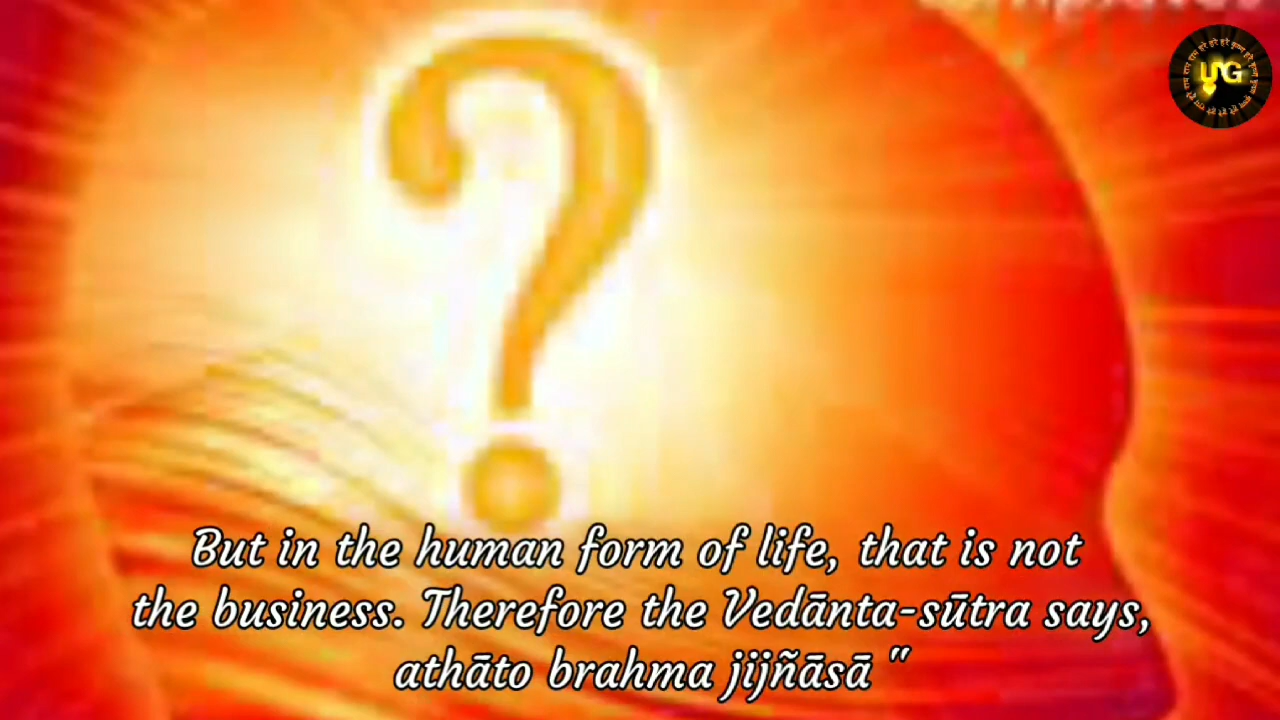 UG
But in the human form of life, that is not
the business. Therefore the Vedānta-sūtra says,
athāto brahma jijñāsā "